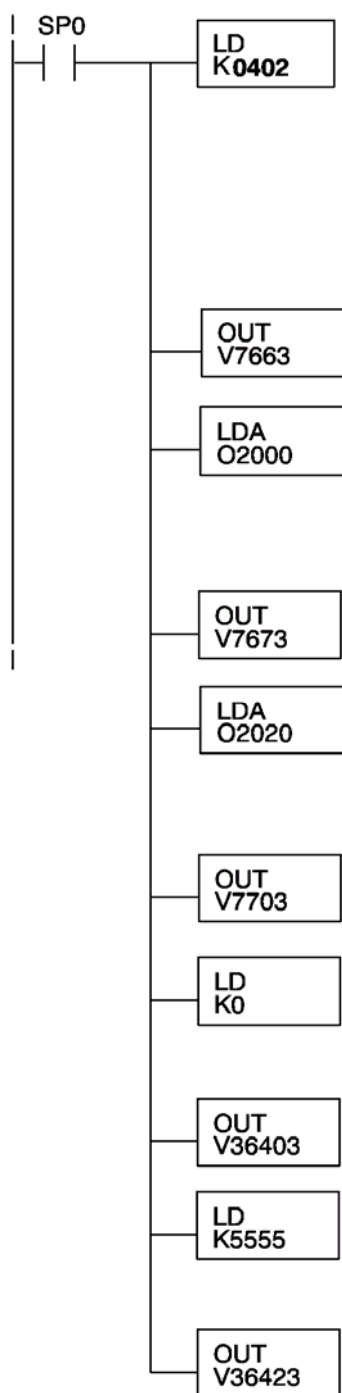 SP0
LD
K0402
OUT
V7663
LDA
O2000
OUT
V7673
LDA
O2020
OUT
V7703
LD
K0
OUT
V36403
LD
K5555
OUT
V36423